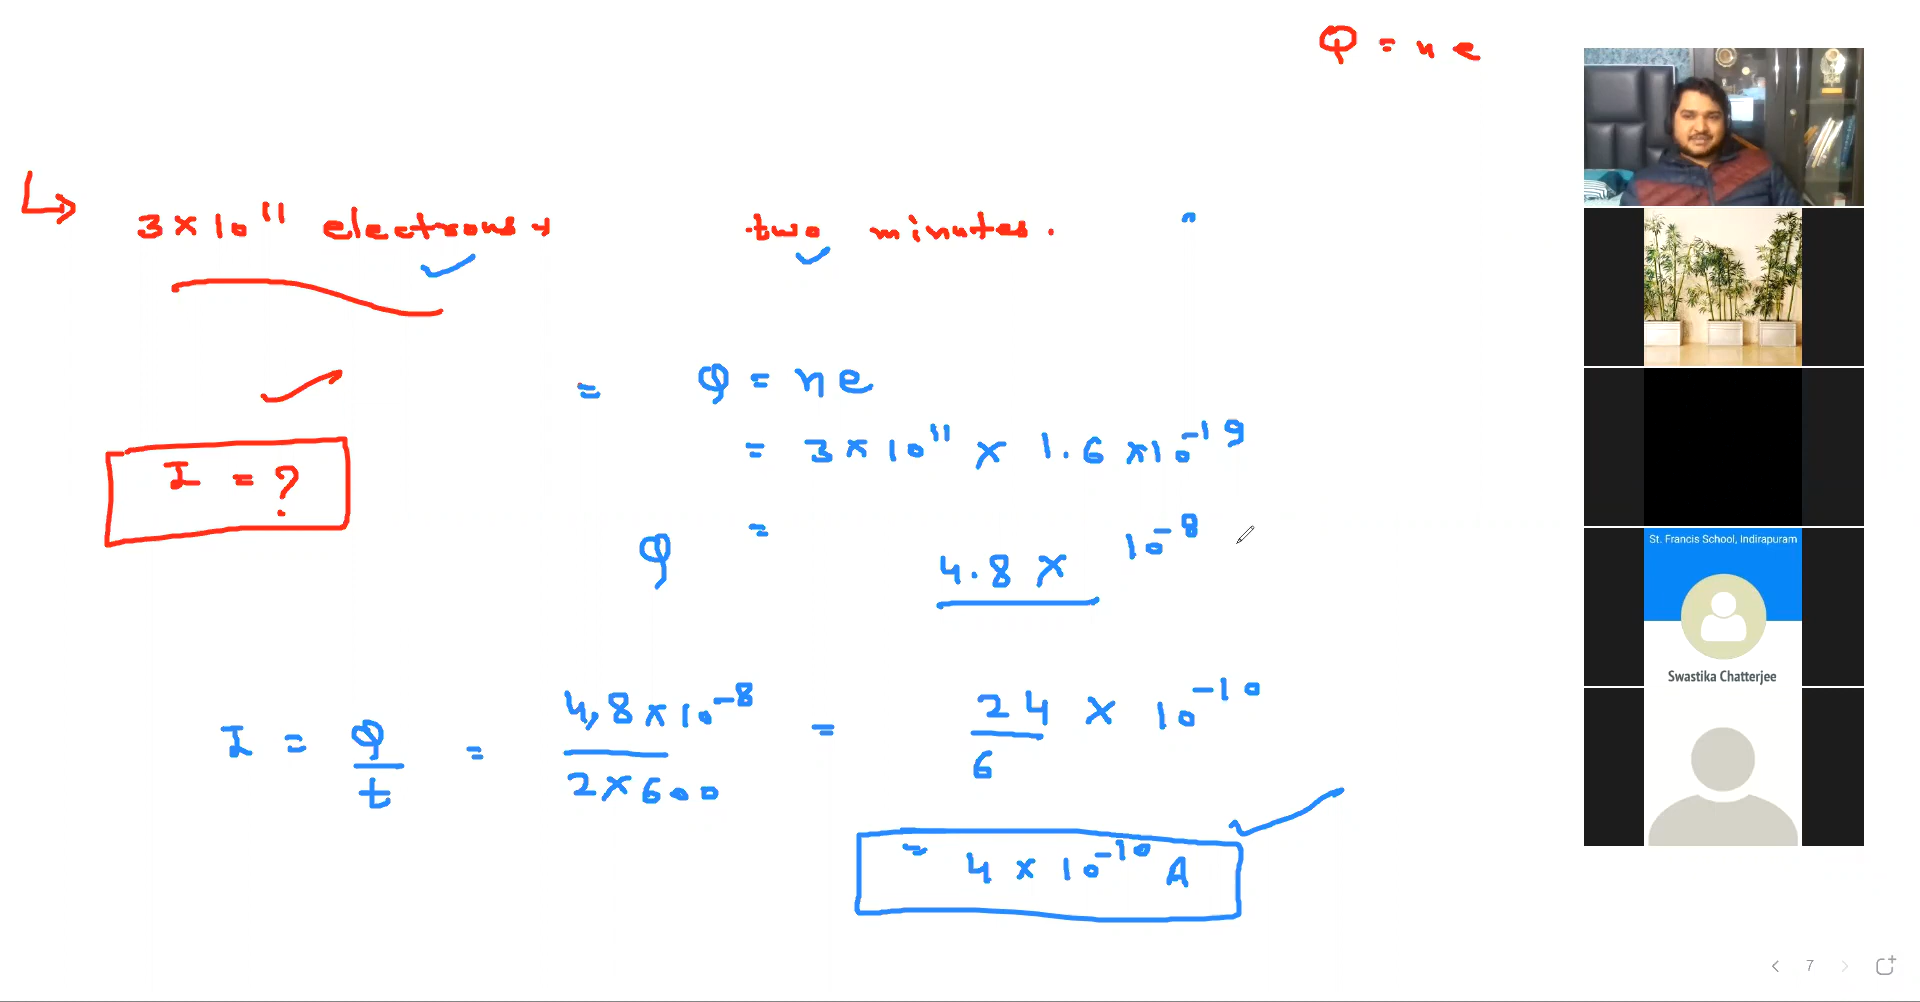 Q = ne
3 × 10¹¹ electrons, two minutes.
= Q = ne
= 3 × 10¹¹ × 1.6 × 10⁻¹⁹
I = ?
Q = 4.8 × 10⁻⁸
I = Q/t = 4,8 × 10⁻⁸ / 2 × 600 = 24/6 × 10⁻¹⁰
= 4 × 10⁻¹⁰ A
St. Francis School, Indirapuram
Swastika Chatterjee
7